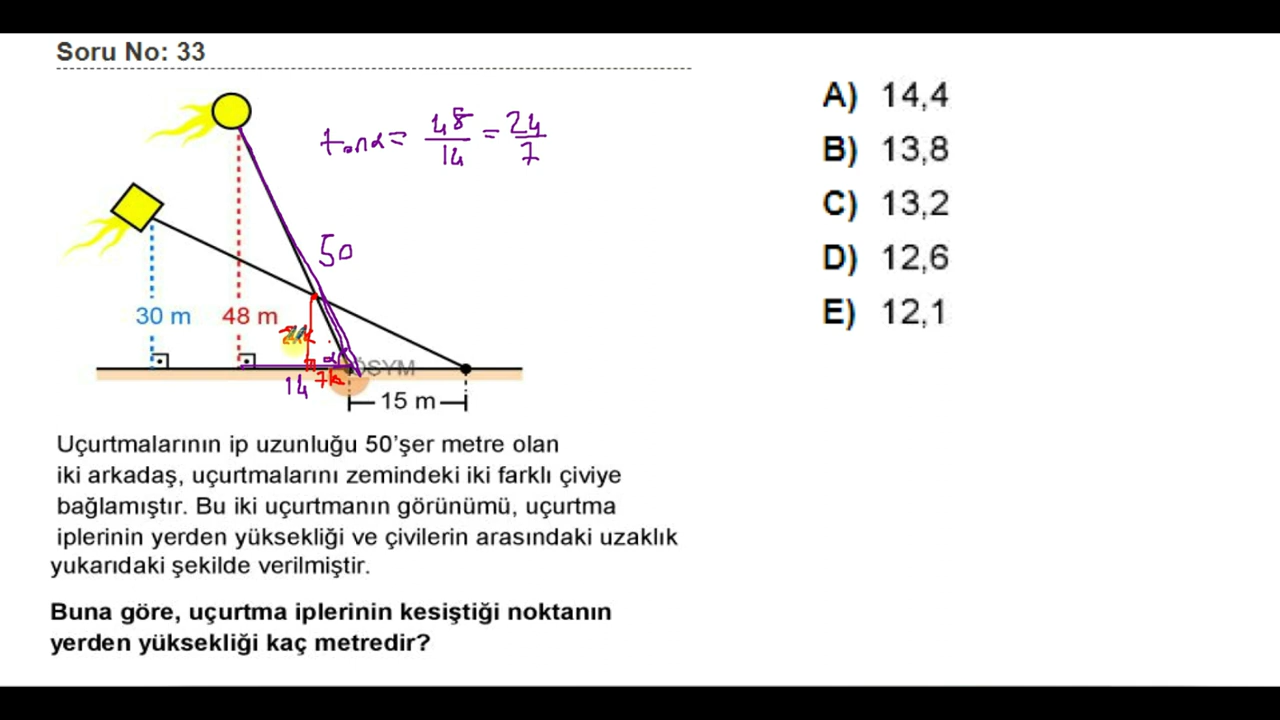 Soru No: 33
tanα = 48/14 = 24/7
A) 14,4
B) 13,8
C) 13,2
D) 12,6
E) 12,1
50
30 m
48 m
α
ÖSYM
14
7k
15 m
Uçurtmalarının ip uzunluğu 50’şer metre olan
iki arkadaş, uçurtmalarını zemindeki iki farklı çiviye
bağlamıştır. Bu iki uçurtmanın görünümü, uçurtma
iplerinin yerden yüksekliği ve çivilerin arasındaki uzaklık
yukarıdaki şekilde verilmiştir.
Buna göre, uçurtma iplerinin kesiştiği noktanın
yerden yüksekliği kaç metredir?